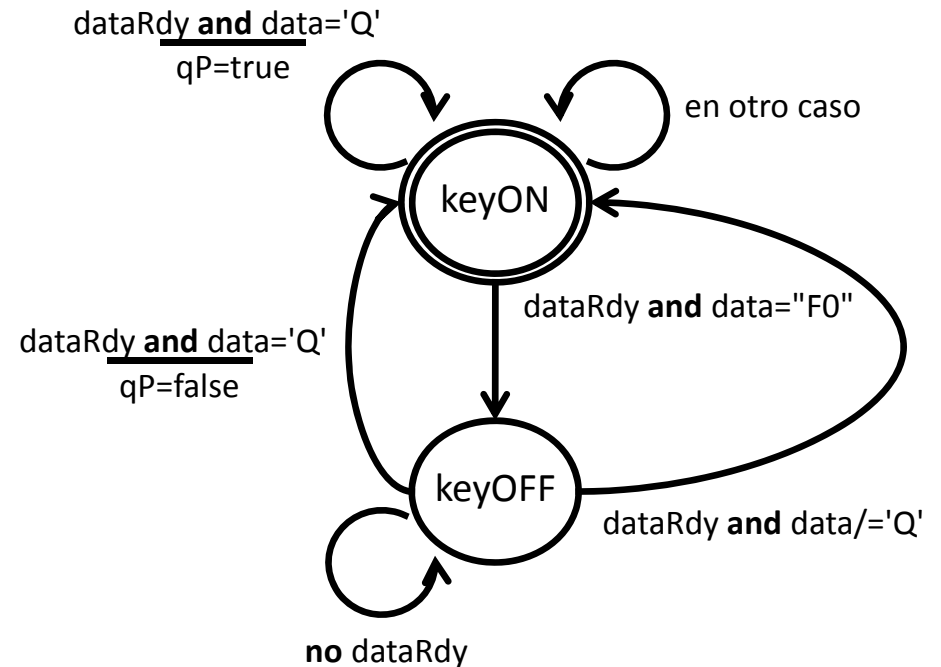 dataRdy and data='Q'
qP=true
en otro caso
keyON
dataRdy and data="F0"
dataRdy and data='Q'
qP=false
keyOFF
dataRdy and data/='Q'
no dataRdy